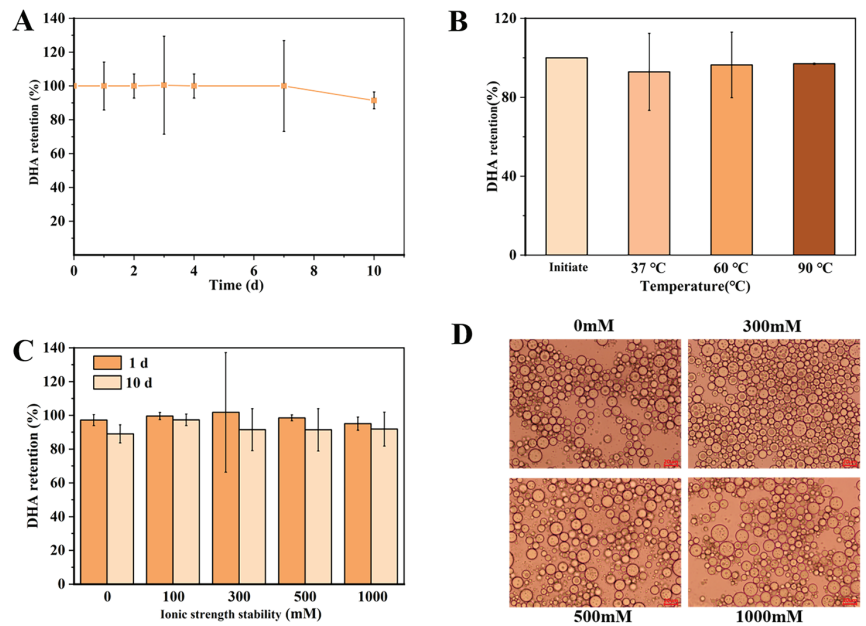 A
DHA retention (%)
140
120
100
80
60
40
20
0 2 4 6 8 10
Time (d)
B
DHA retention(%)
120
80
40
0
Initiate 37 °C 60 °C 90 °C
Temperature(°C)
C
DHA retention (%)
140
120
100
80
60
40
20
0
1 d
10 d
0 100 300 500 1000
Ionic strength stability (mM)
D
0mM 300mM
500mM 1000mM